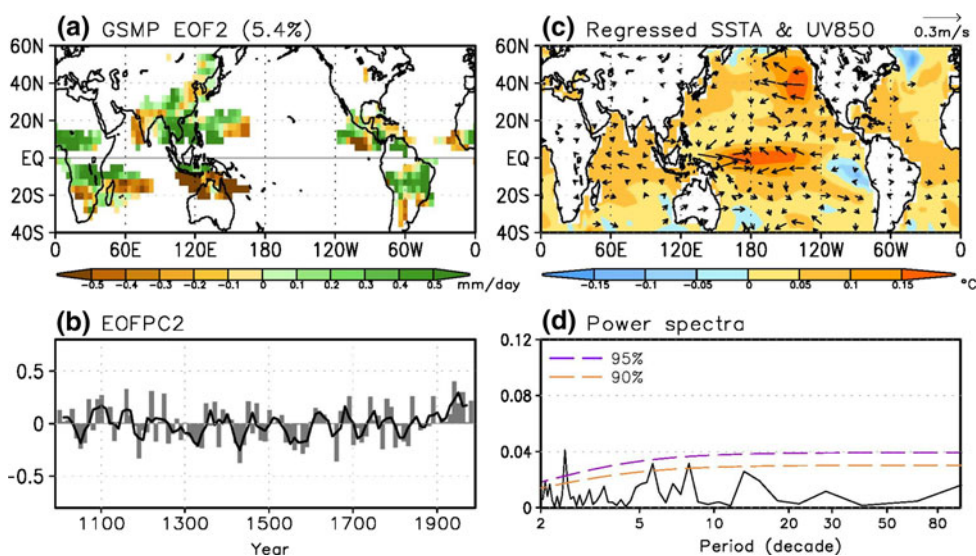 (a) GSMP EOF2 (5.4%)
60N
40N
20N
EQ
20S
40S
0 60E 120E 180 120W 60W 0
-0.5 -0.4 -0.3 -0.2 -0.1 0 0.1 0.2 0.3 0.4 0.5 mm/day
(c) Regressed SSTA & UV850
0.3m/s
60N
40N
20N
EQ
20S
40S
0 60E 120E 180 120W 60W 0
-0.15 -0.1 -0.05 0 0.05 0.1 0.15 °C
(b) EOFPC2
0.5
0
-0.5
1100 1300 1500 1700 1900
Year
(d) Power spectra
95%
90%
0.12
0.08
0.04
0
2 5 10 20 30 40 60 80
Period (decade)